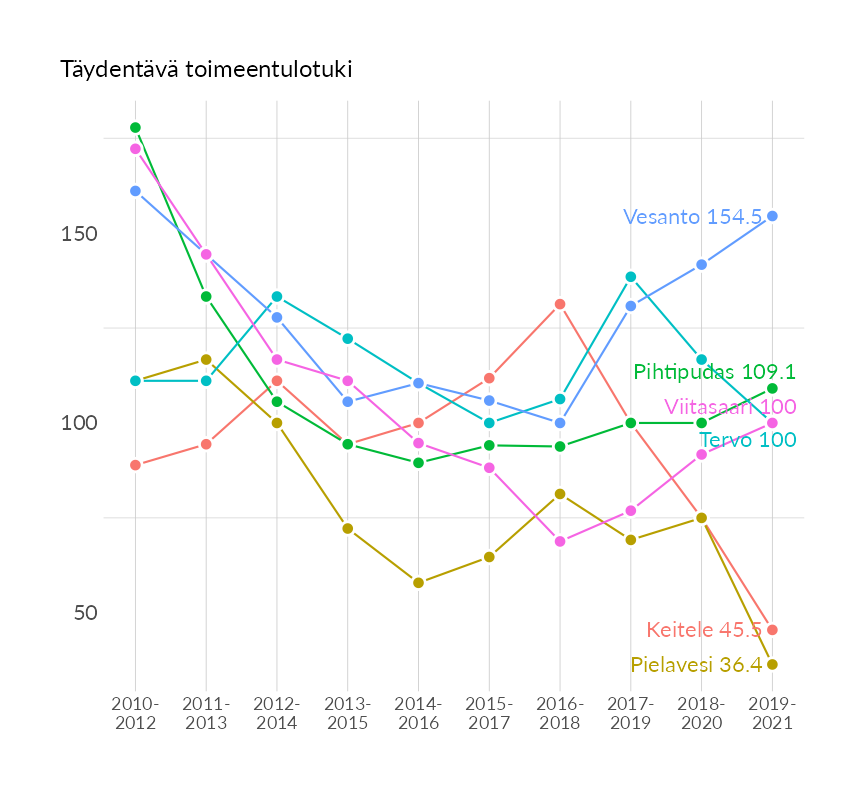 Täydentävä toimeentulotuki
150
100
50
Vesanto 154.5
Pihtipudas 109.1
Viitasaari 100
Tervo 100
Keitele 45.5
Pielavesi 36.4
2010- 2011- 2012- 2013- 2014- 2015- 2016- 2017- 2018- 2019-
2012 2013 2014 2015 2016 2017 2018 2019 2020 2021